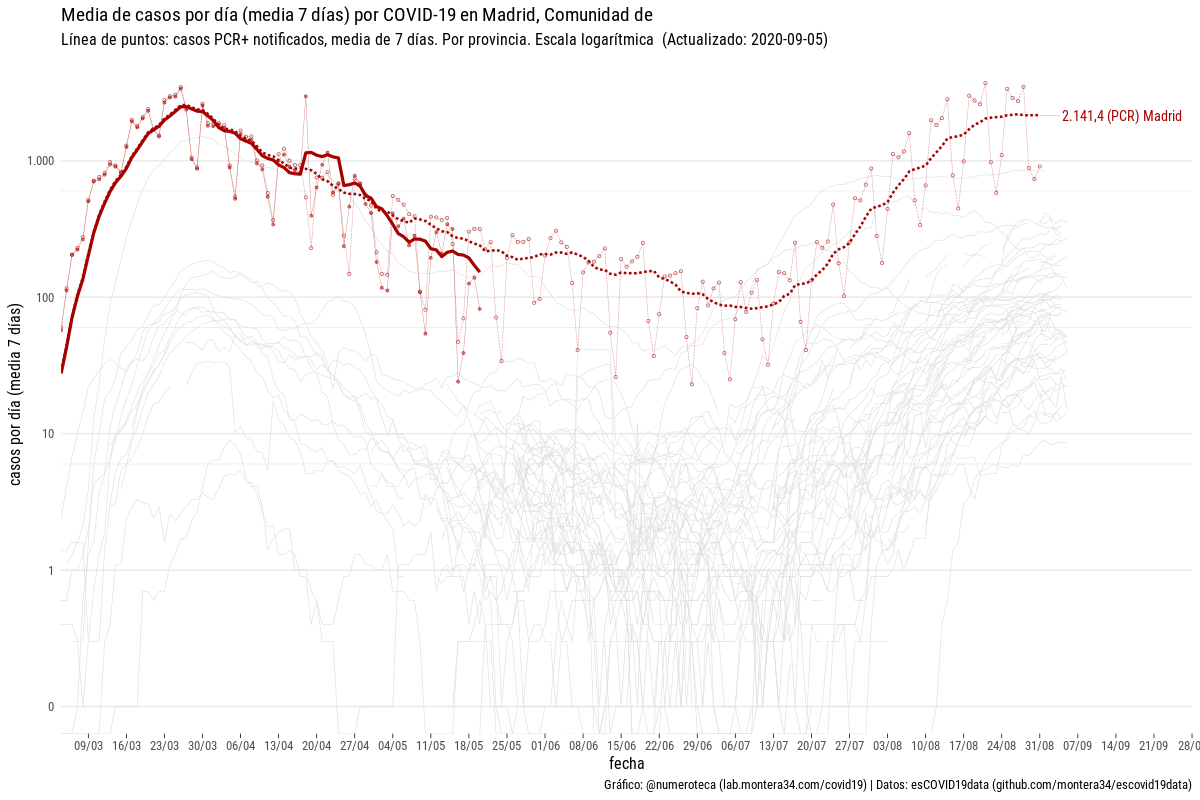 Media de casos por día (media 7 días) por COVID-19 en Madrid, Comunidad de
Línea de puntos: casos PCR+ notificados, media de 7 días. Por provincia. Escala logarítmica  (Actualizado: 2020-09-05)
casos por día (media 7 días)
1.000
100
10
1
0
2.141,4 (PCR) Madrid
09/03 16/03 23/03 30/03 06/04 13/04 20/04 27/04 04/05 11/05 18/05 25/05 01/06 08/06 15/06 22/06 29/06 06/07 13/07 20/07 27/07 03/08 10/08 17/08 24/08 31/08 07/09 14/09 21/09 28/0
fecha
Gráfico: @numeroteca (lab.montera34.com/covid19) | Datos: esCOVID19data (github.com/montera34/escovid19data)